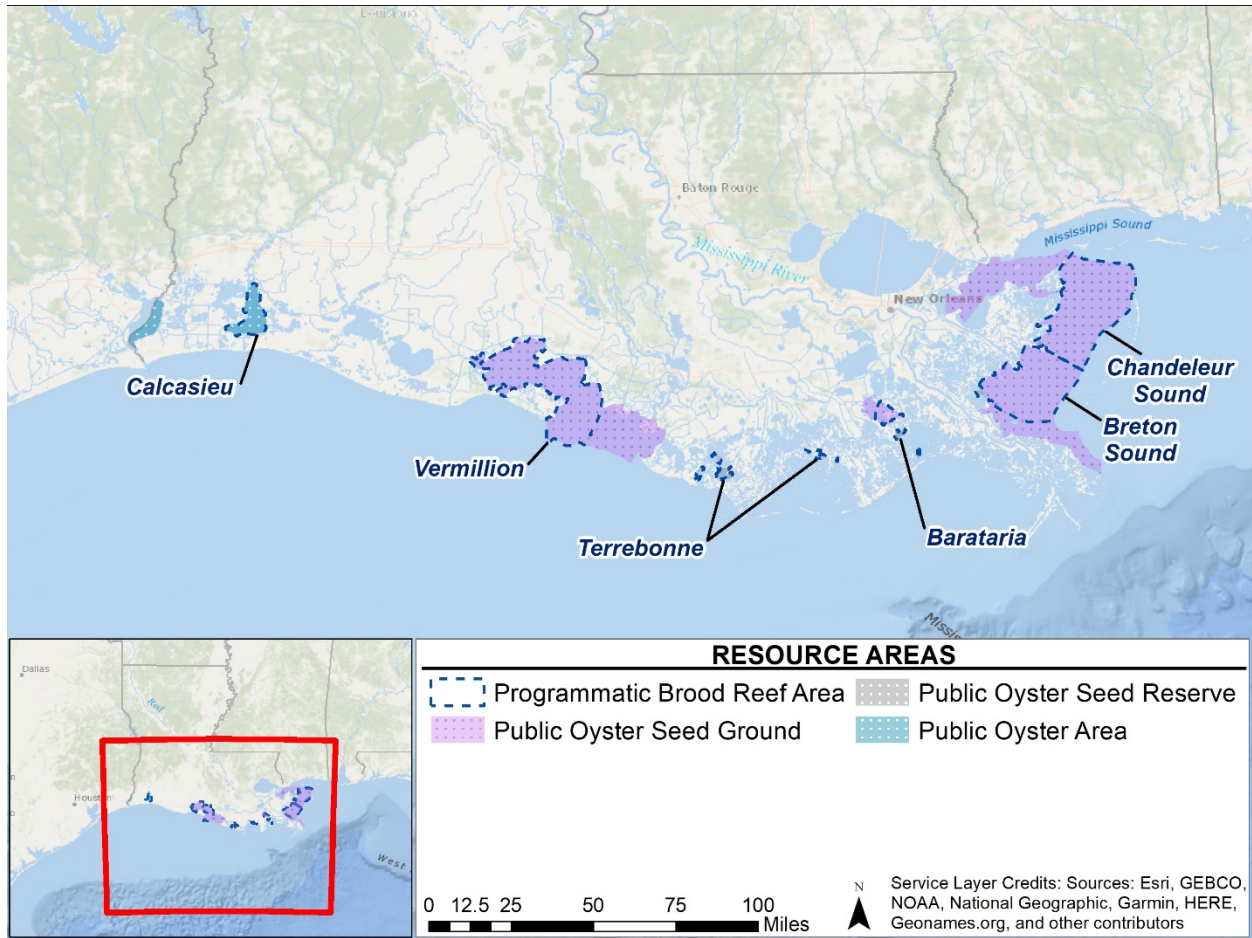 Louisiana
Baton Rouge
Mississippi River
Mississippi Sound
New Orleans
Calcasieu
Vermillion
Terrebonne
Barataria
Chandeleur
Sound
Breton
Sound
Dallas
Red
Houston
RESOURCE AREAS
Programmatic Brood Reef Area
Public Oyster Seed Reserve
Public Oyster Seed Ground
Public Oyster Area
0 12.5 25 50 75 100
Miles
N
Service Layer Credits: Sources: Esri, GEBCO,
NOAA, National Geographic, Garmin, HERE,
Geonames.org, and other contributors